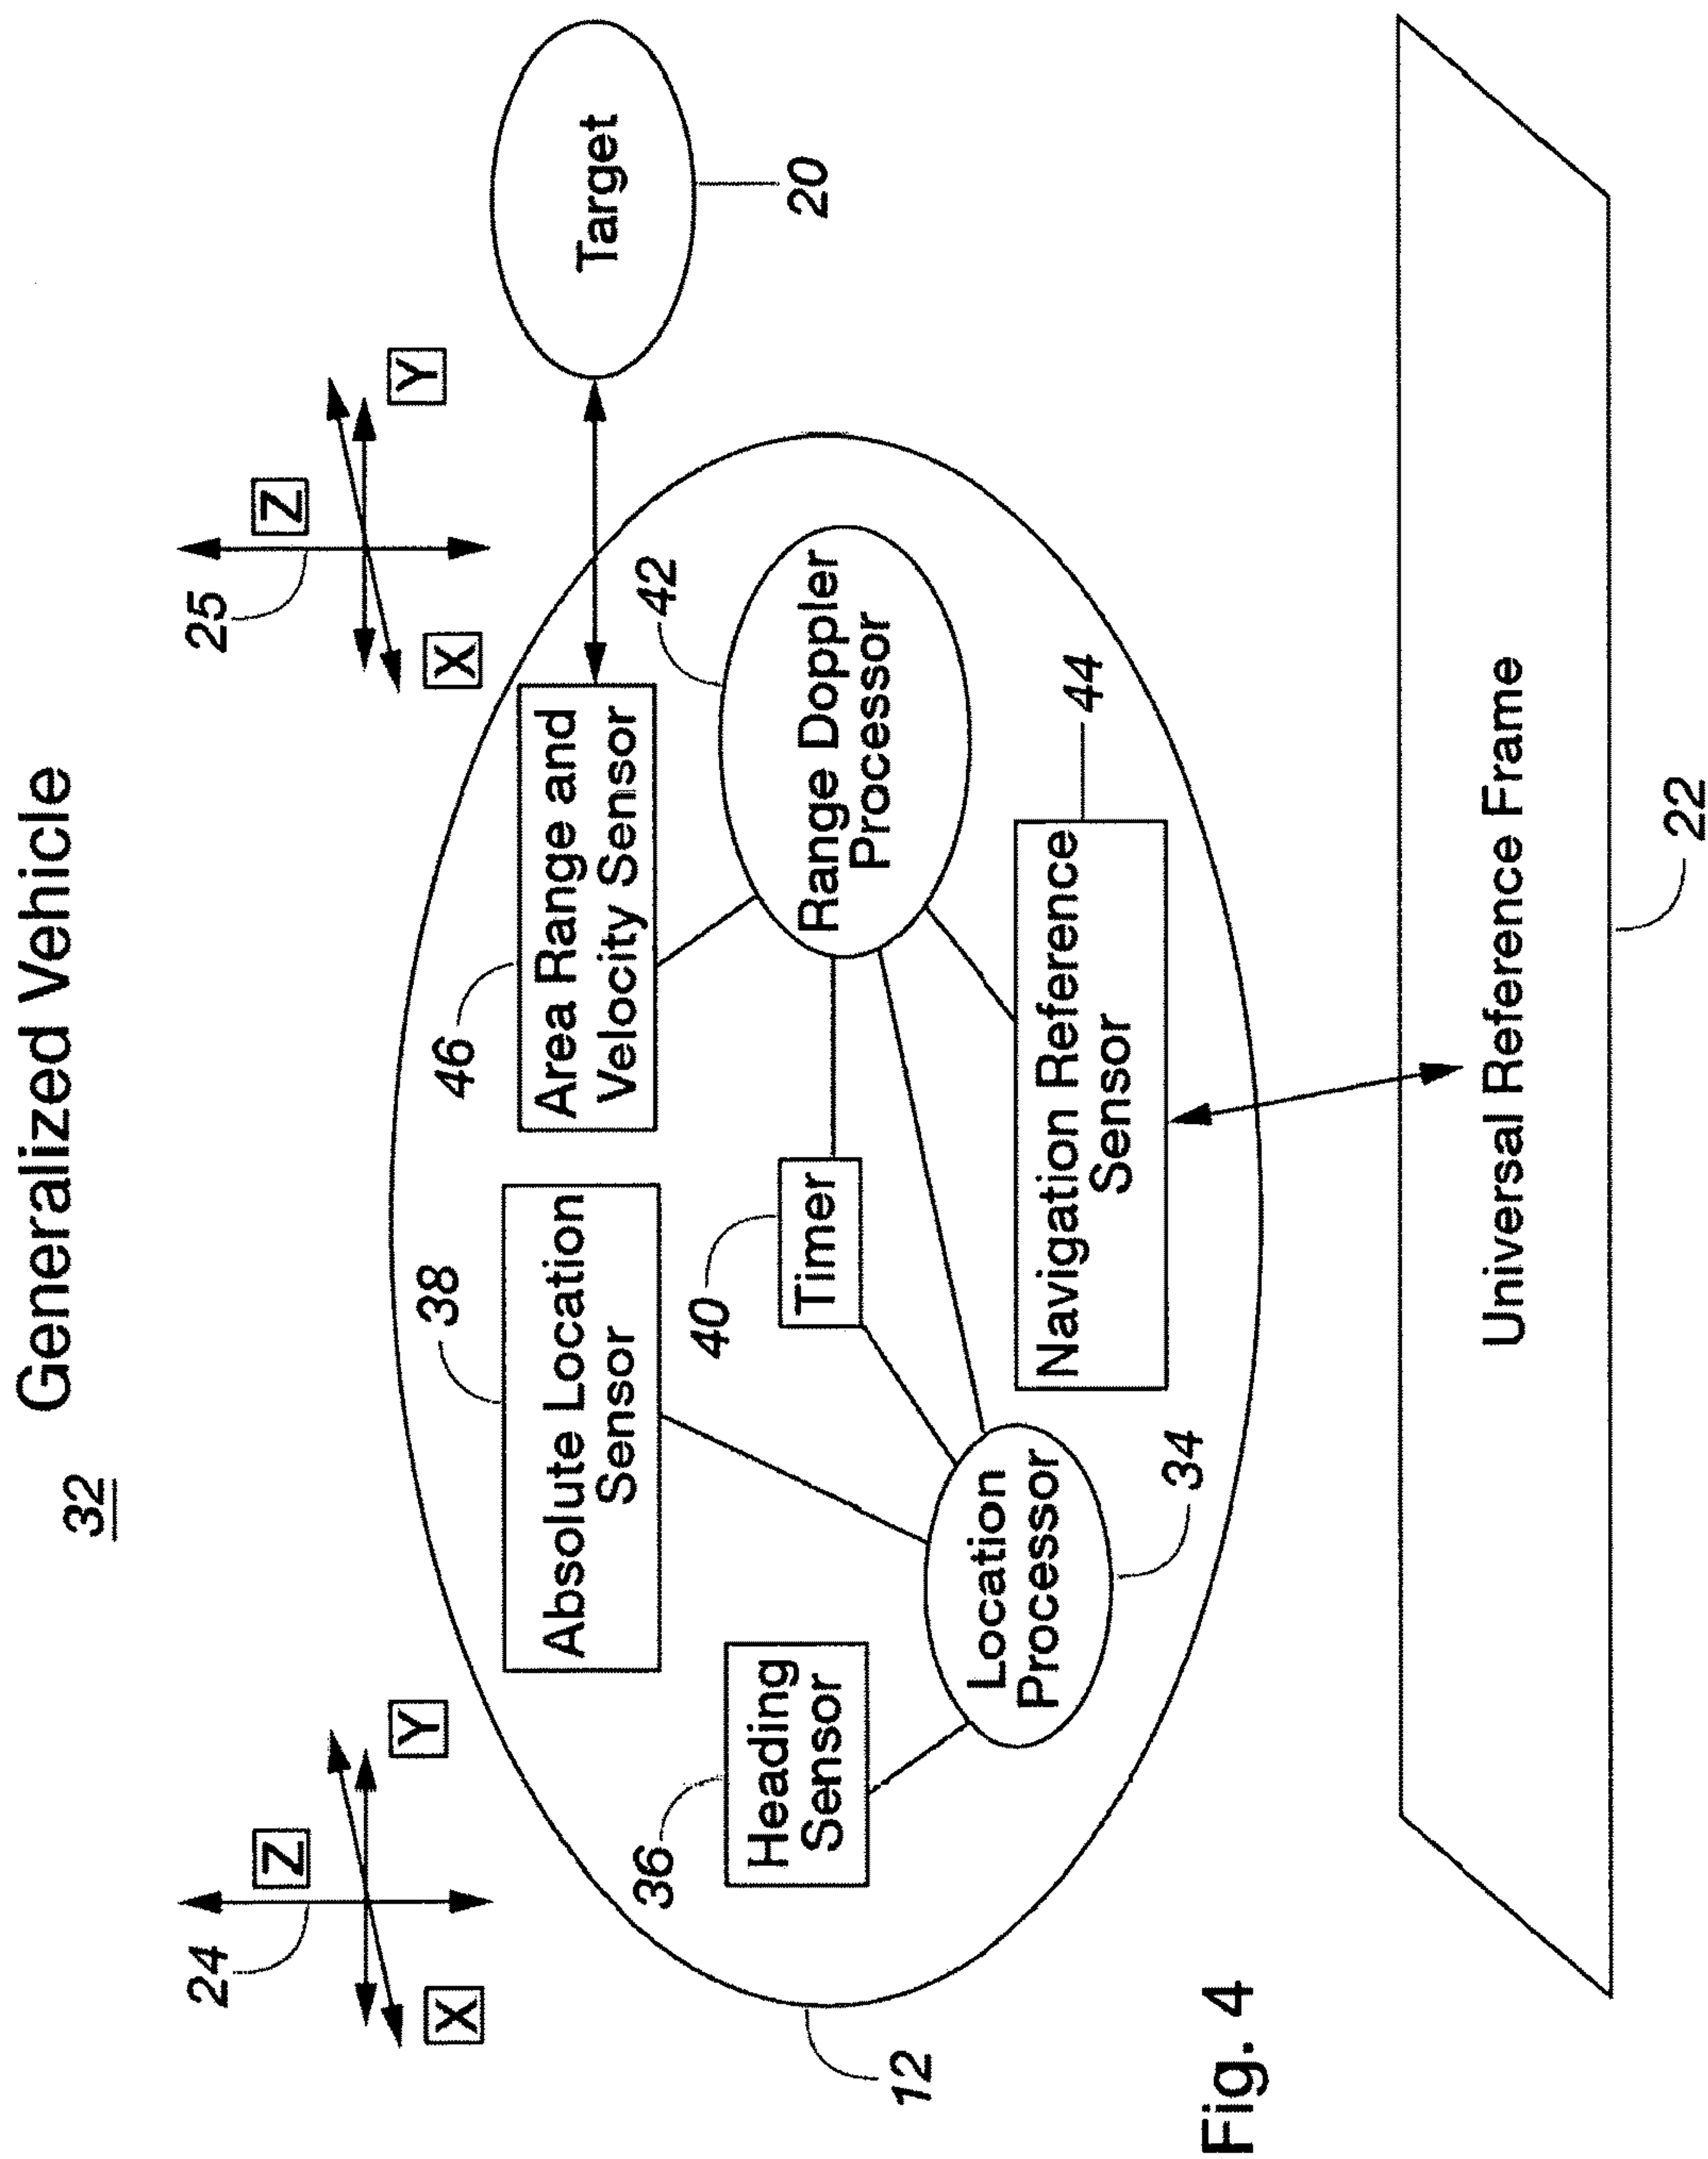 Generalized Vehicle
32
24
Z
Y
X
25
Z
Y
X
Target
20
46
Area Range and
Velocity Sensor
38
Absolute Location
Sensor
42
Range Doppler
Processor
40
Timer
36
Heading
Sensor
44
Navigation Reference
Sensor
Location
Processor
34
12
Fig. 4
Universal Reference Frame
22